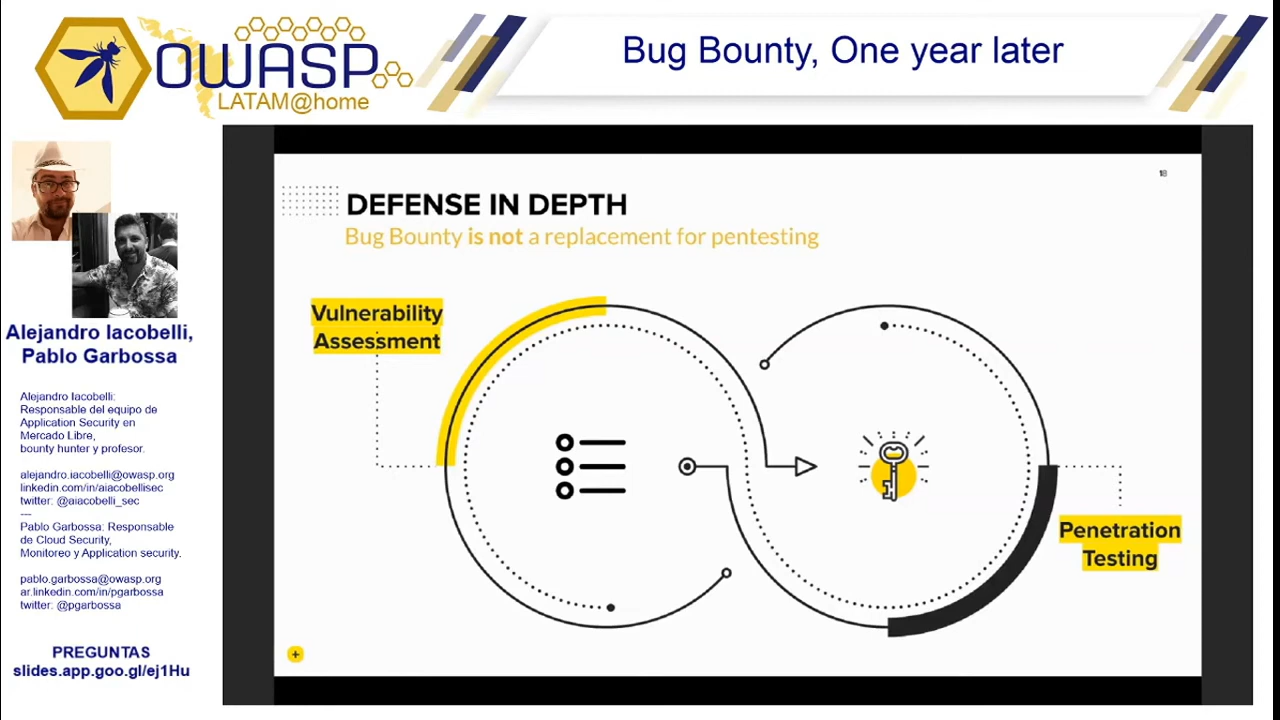 OWASP
LATAM@home
Bug Bounty, One year later
Alejandro Iacobelli,
Pablo Garbossa
Alejandro Iacobelli:
Responsable del equipo de
Application Security en
Mercado Libre,
bounty hunter y profesor.
alejandro.iacobelli@owasp.org
linkedin.com/in/aiacobellisec
twitter: @aiacobelli_sec
---
Pablo Garbossa: Responsable
de Cloud Security,
Monitoreo y Application security.
pablo.garbossa@owasp.org
ar.linkedin.com/in/pgarbossa
twitter: @pgarbossa
PREGUNTAS
slides.app.goo.gl/ej1Hu
18
DEFENSE IN DEPTH
Bug Bounty is not a replacement for pentesting
Vulnerability
Assessment
Penetration
Testing